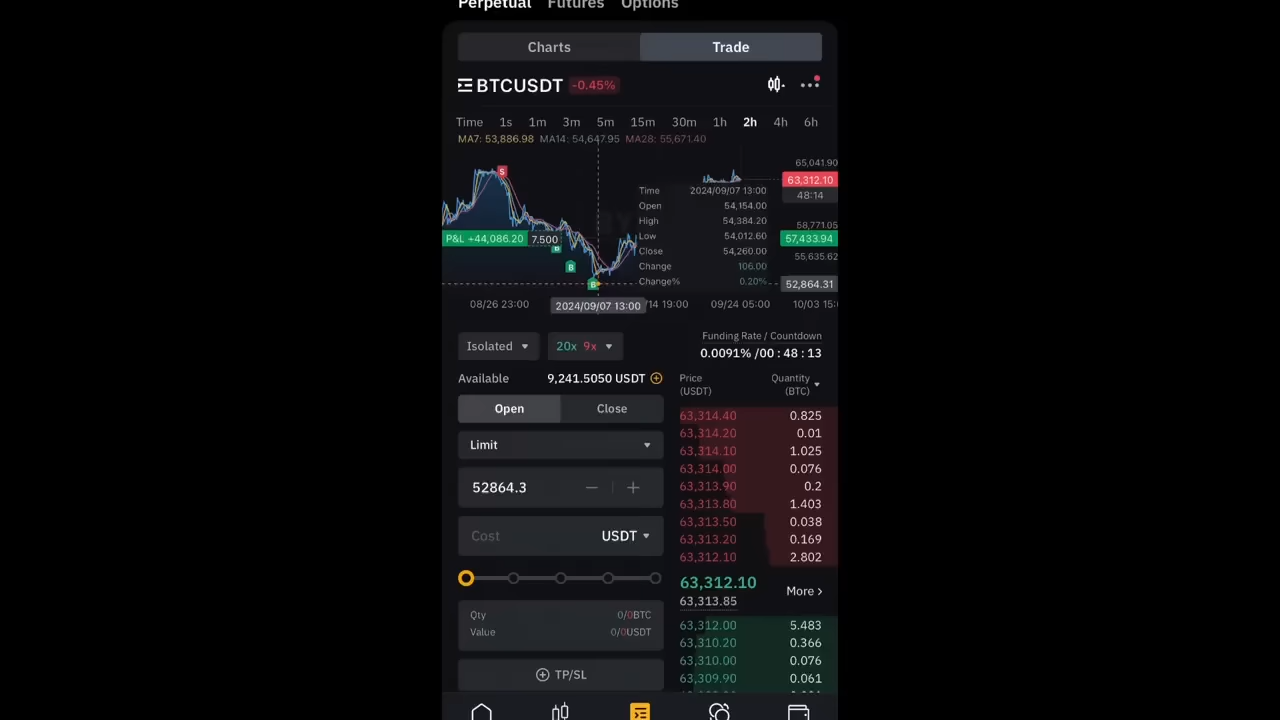 Perpetual Futures Options
Charts Trade
BTCUSDT -0.45%
Time 1s 1m 3m 5m 15m 30m 1h 2h 4h 6h
MA7: 53,886.98 MA14: 54,647.95 MA28: 55,671.40
65,041.90
S
63,312.10
48:14
Time 2024/09/07 13:00
Open 54,154.00
High 54,384.20
58,771.05
Low 54,012.60
P&L +44,086.20 7.500
57,433.94
B
Close 54,260.00
55,635.62
Change 106.00
B
Change% 0.20%
B
52,864.31
08/26 23:00 2024/09/07 13:00 /14 19:00 09/24 05:00 10/03 15:
Isolated 20x 9x
Funding Rate / Countdown
0.0091% /00 : 48 : 13
Available 9,241.5050 USDT
Price (USDT) Quantity (BTC)
Open Close
Limit
52864.3
Cost USDT
Qty 0/0BTC
Value 0/0USDT
TP/SL
63,314.40 0.825
63,314.20 0.01
63,314.10 1.025
63,314.00 0.076
63,313.90 0.2
63,313.80 1.403
63,313.50 0.038
63,313.20 0.169
63,312.10 2.802
63,312.10
63,313.85
More
63,312.00 5.483
63,310.20 0.366
63,310.00 0.076
63,309.90 0.061